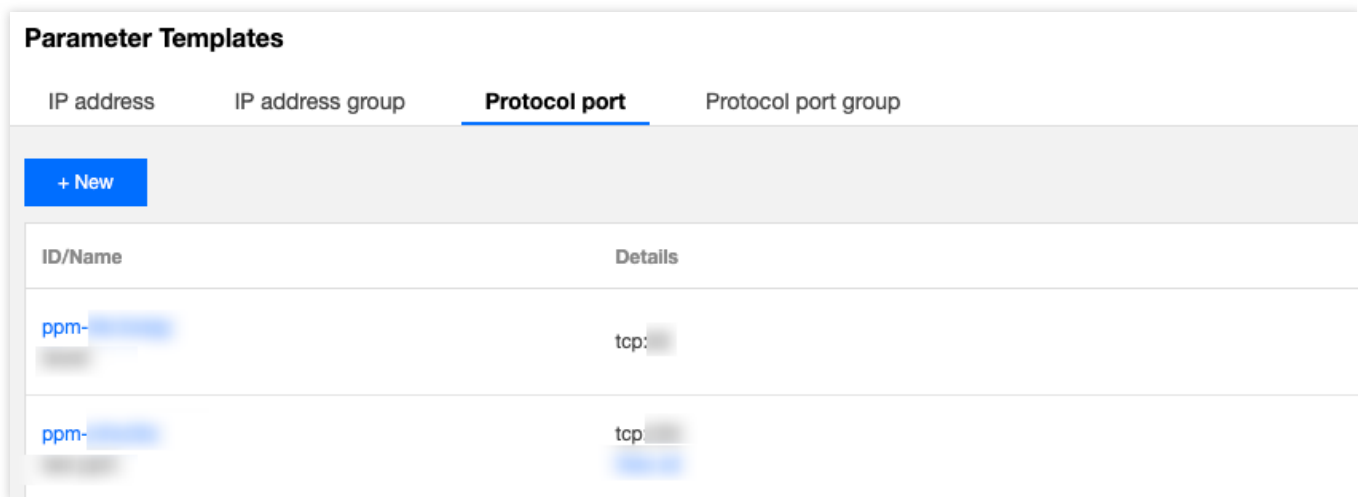 Parameter Templates
IP address IP address group Protocol port Protocol port group
+ New
ID/Name Details
ppm-
tcp:
ppm-
tcp: